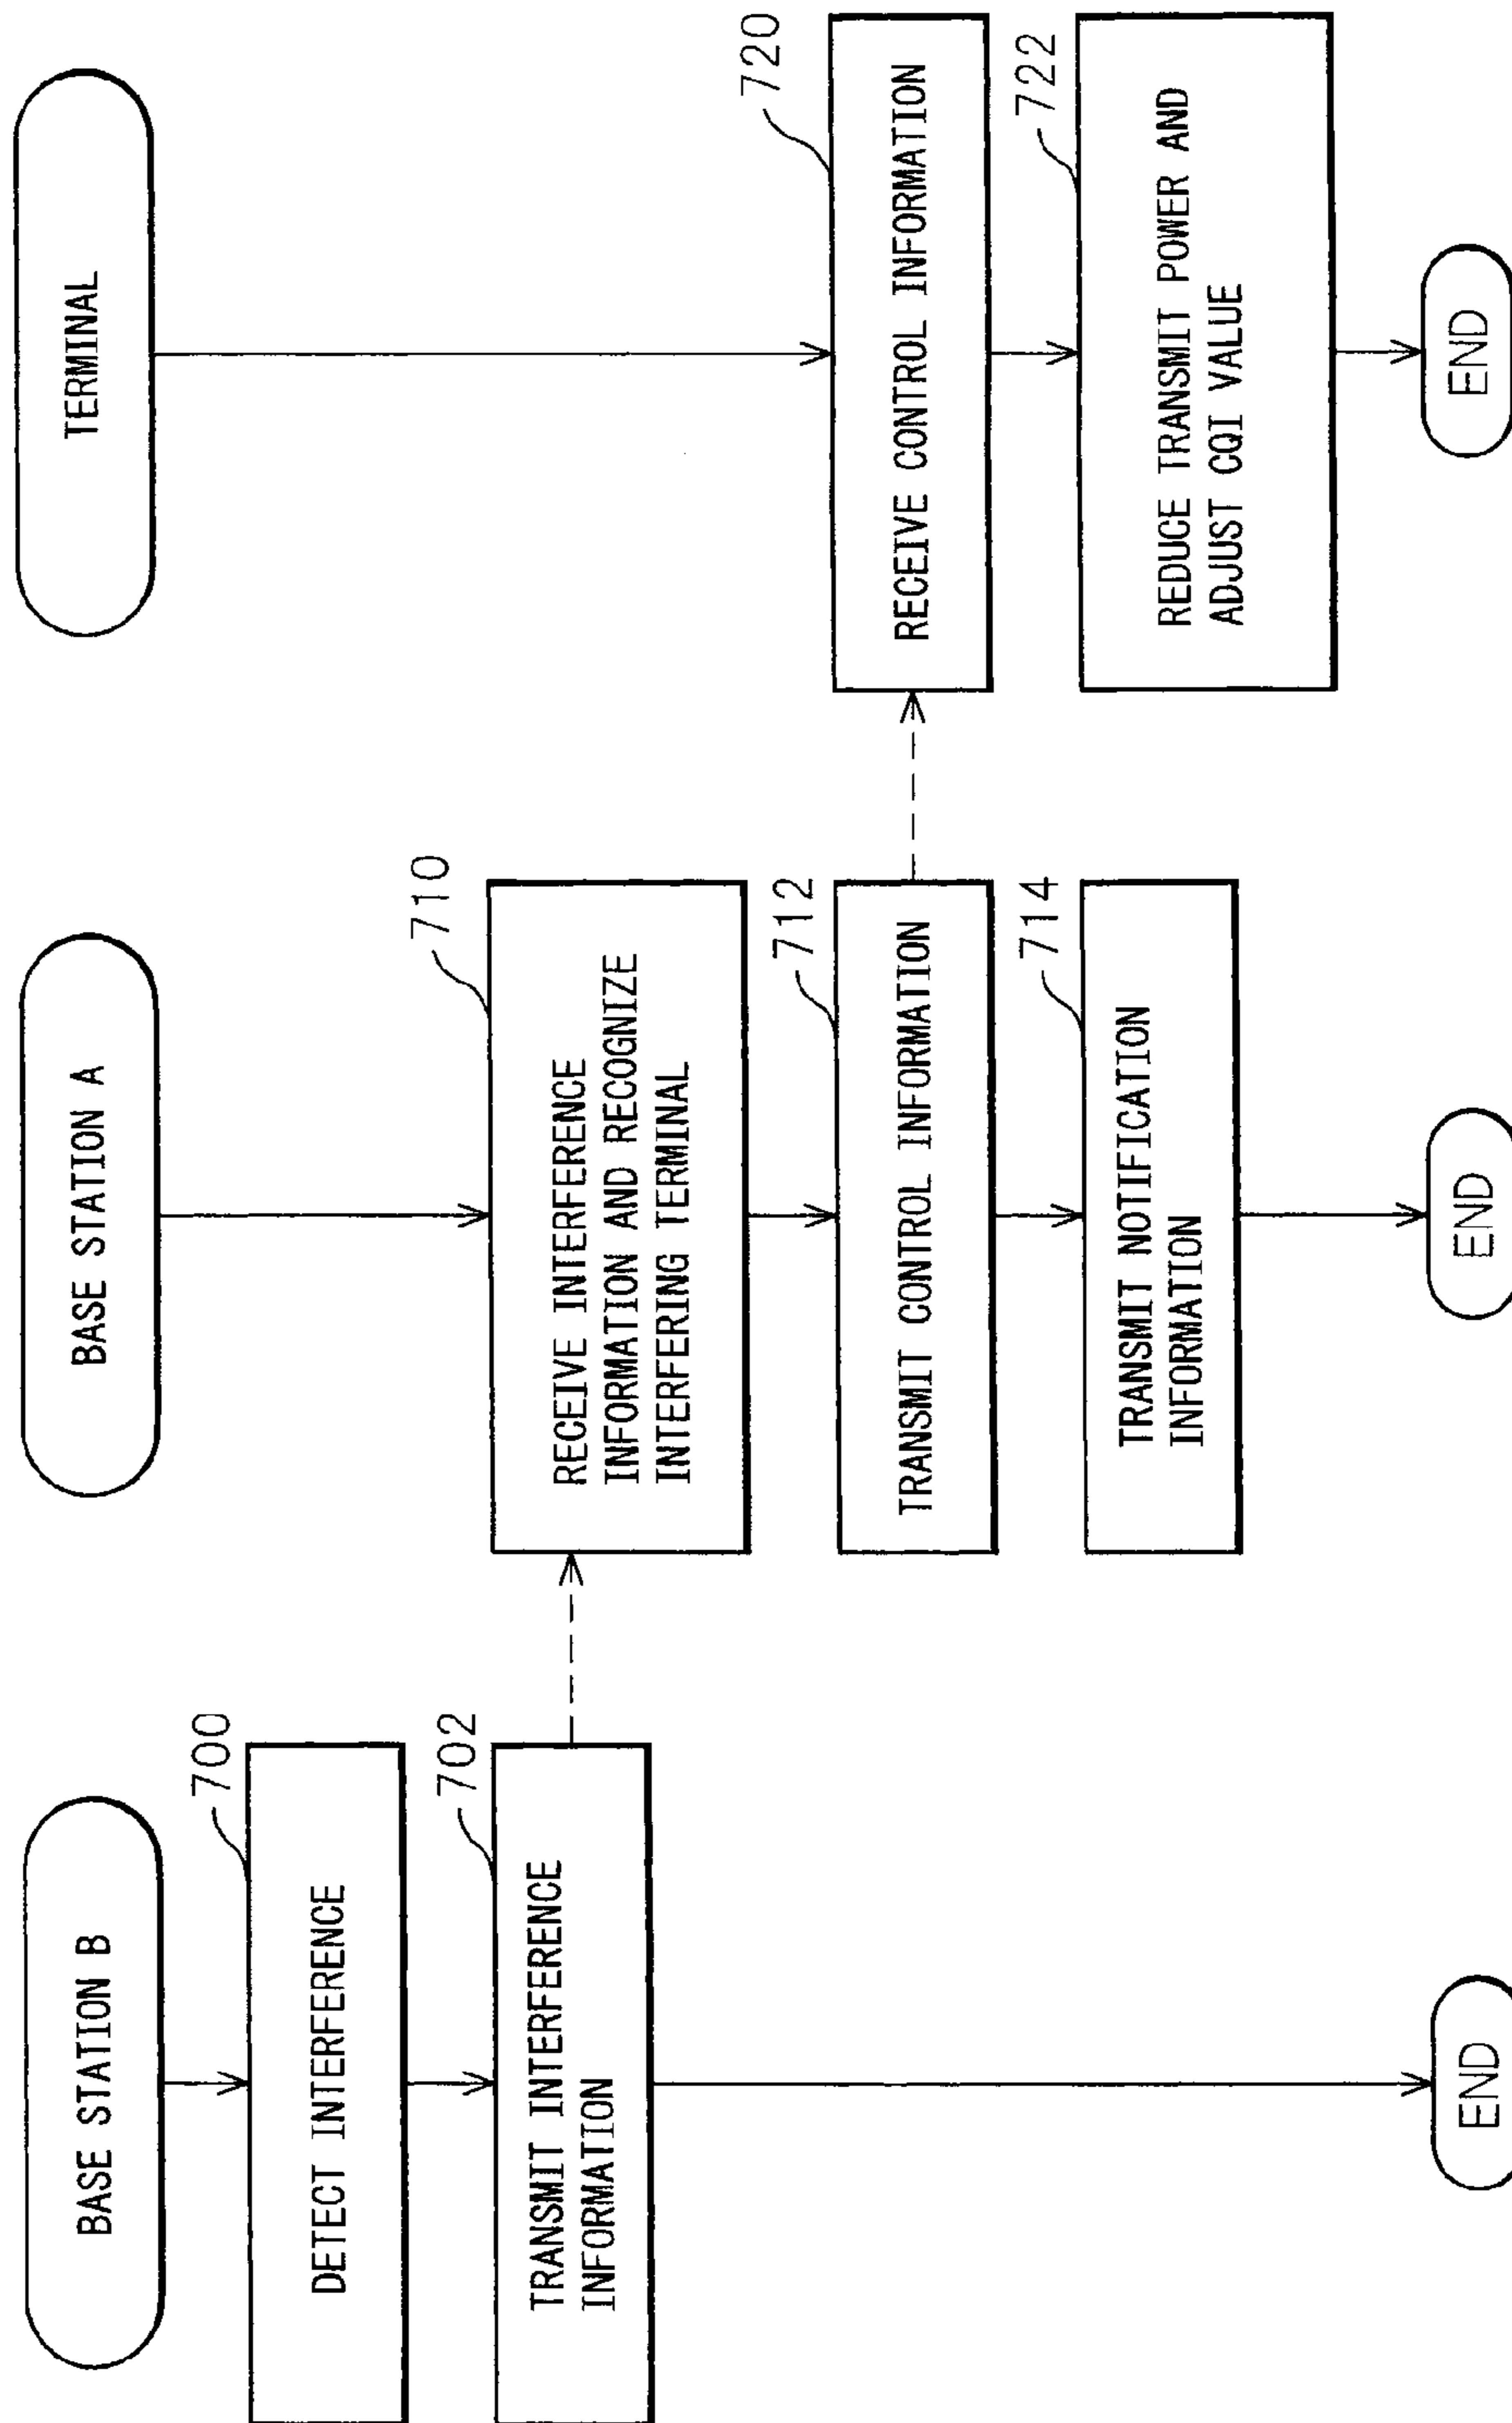 BASE STATION B
700
DETECT INTERFERENCE
702
TRANSMIT INTERFERENCE
INFORMATION
END
BASE STATION A
710
RECEIVE INTERFERENCE
INFORMATION AND RECOGNIZE
INTERFERING TERMINAL
712
TRANSMIT CONTROL INFORMATION
714
TRANSMIT NOTIFICATION
INFORMATION
END
TERMINAL
720
RECEIVE CONTROL INFORMATION
722
REDUCE TRANSMIT POWER AND
ADJUST CQI VALUE
END